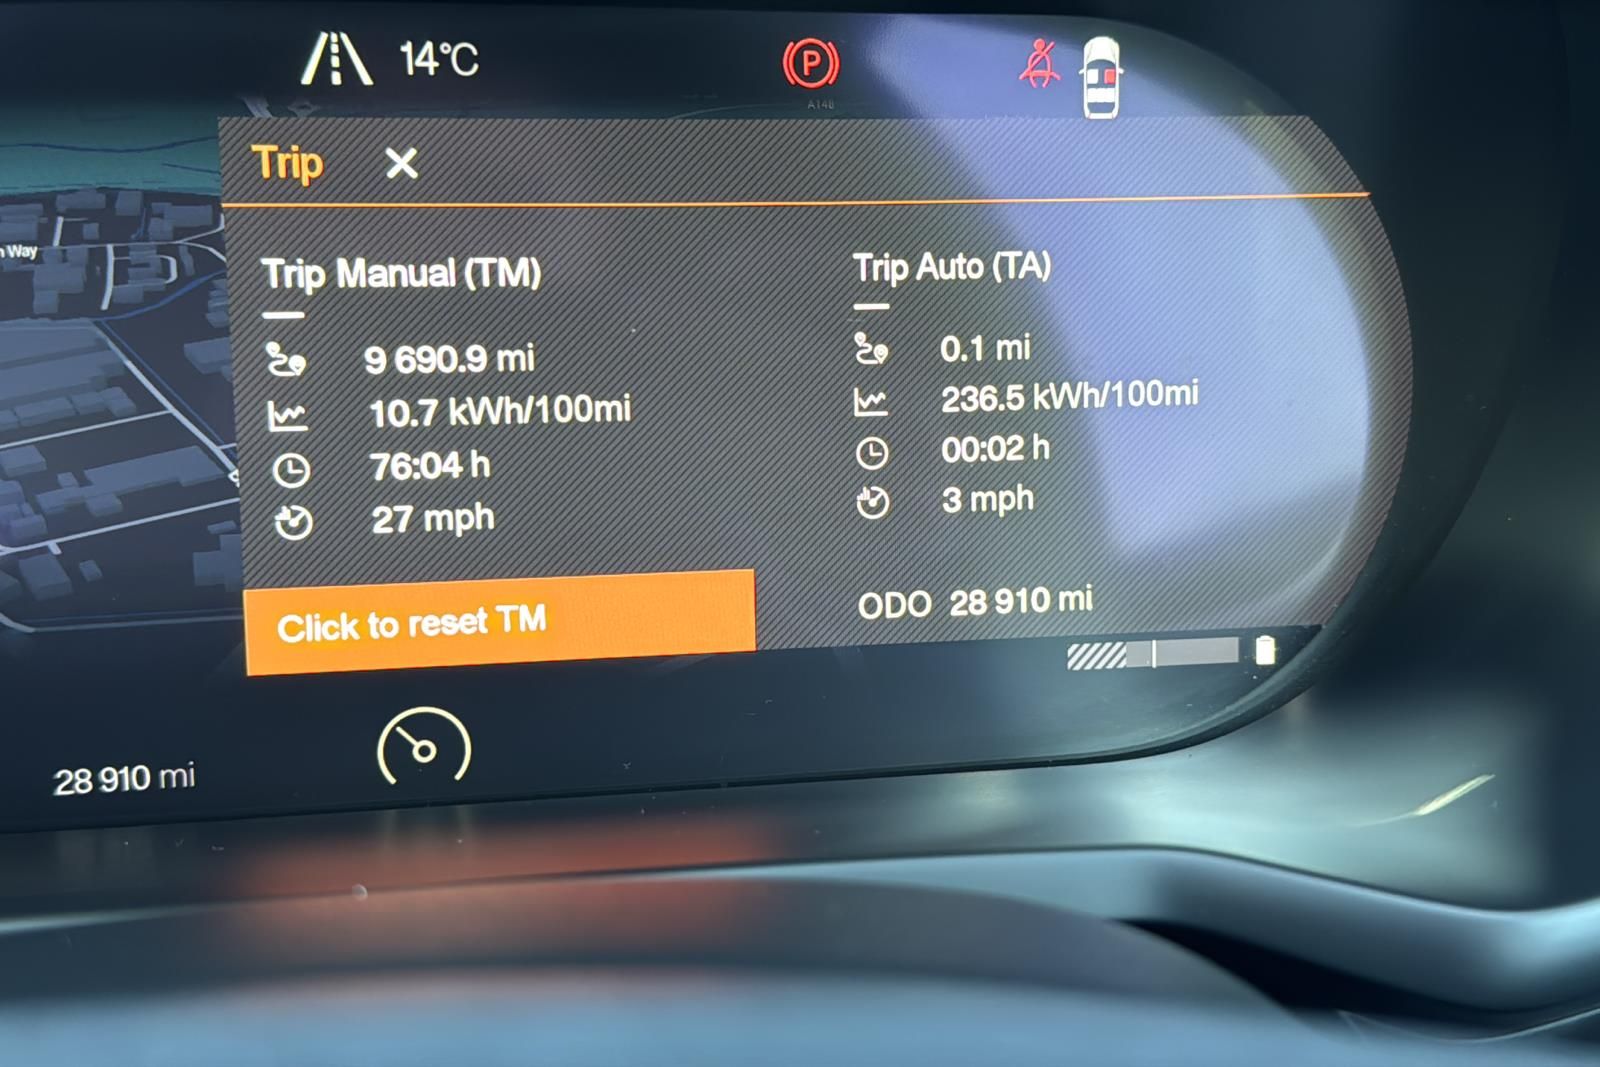 14°C
P
A148
Trip
Way
Trip Manual (TM)
9 690.9 mi
10.7 kWh/100mi
76:04 h
27 mph
Click to reset TM
Trip Auto (TA)
0.1 mi
236.5 kWh/100mi
00:02 h
3 mph
ODO 28 910 mi
28 910 mi